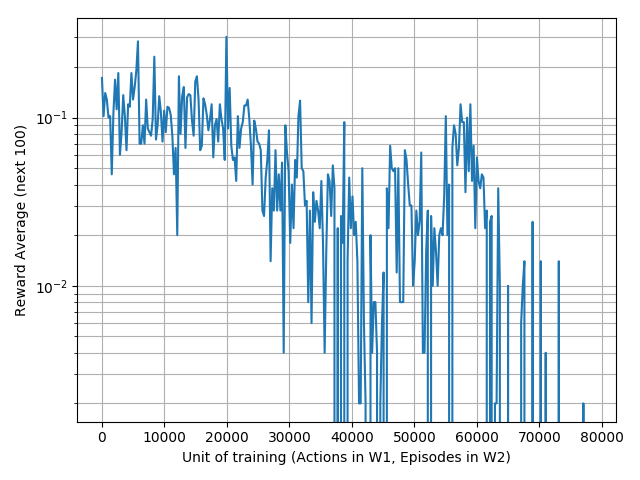 Reward Average (next 100)
10⁻¹
10⁻²
0 10000 20000 30000 40000 50000 60000 70000 80000
Unit of training (Actions in W1, Episodes in W2)